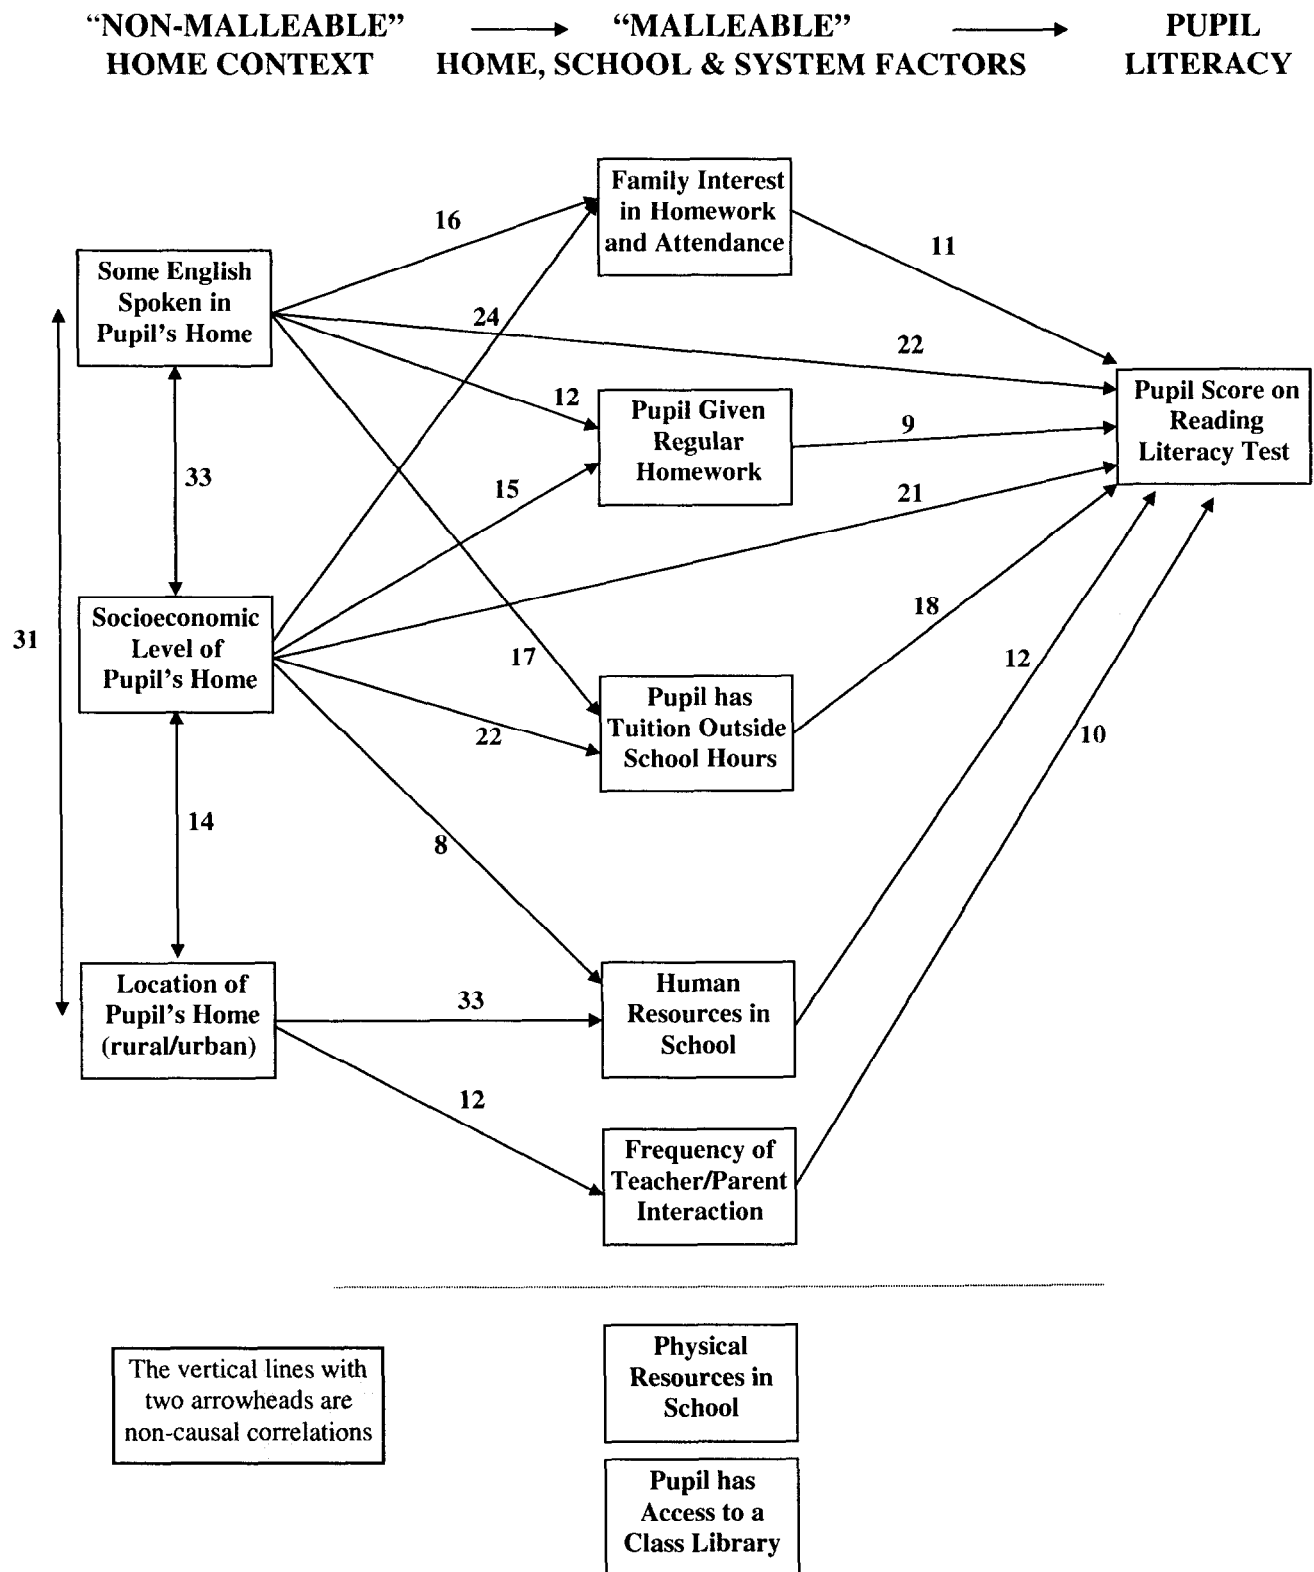 “NON-MALLEABLE”
HOME CONTEXT
“MALLEABLE”
HOME, SCHOOL & SYSTEM FACTORS
PUPIL
LITERACY
Family Interest
in Homework
and Attendance
16
11
Some English
Spoken in
Pupil’s Home
24
22
12
Pupil Given
Regular
Homework
9
Pupil Score on
Reading
Literacy Test
33
15
21
31
Socioeconomic
Level of
Pupil’s Home
17
22
Pupil has
Tuition Outside
School Hours
18
12
10
14
8
Location of
Pupil’s Home
(rural/urban)
33
12
Human
Resources in
School
Frequency of
Teacher/Parent
Interaction
The vertical lines with
two arrowheads are
non-causal correlations
Physical
Resources in
School
Pupil has
Access to a
Class Library